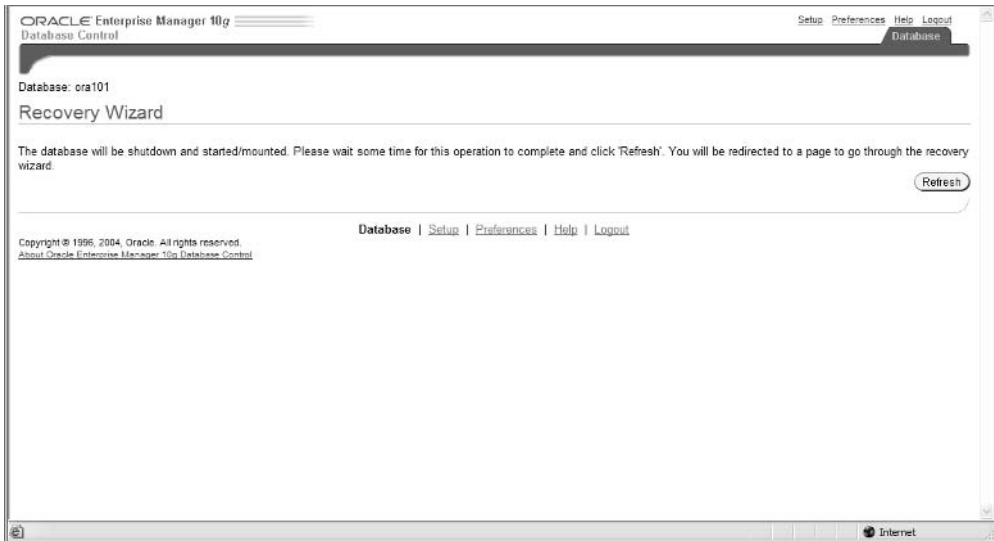 ORACLE Enterprise Manager 10g
Database Control
Setup Preferences Help Logout
Database
Database: ora101
Recovery Wizard
The database will be shutdown and started/mounted. Please wait some time for this operation to complete and click 'Refresh'. You will be redirected to a page to go through the recovery
wizard.
Refresh
Database | Setup | Preferences | Help | Logout
Copyright © 1996, 2004, Oracle. All rights reserved.
About Oracle Enterprise Manager 10g Database Control
Internet